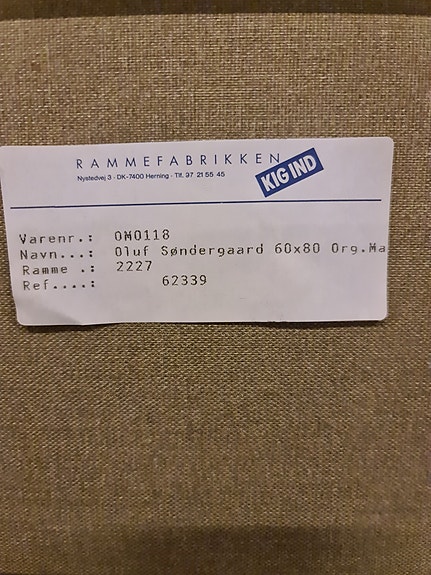 RAMMEFABRIKKEN
KIG IND
Nystedvej 3 · DK-7400 Herning · Tlf. 97 21 55 45
Varenr.: OM0118
Navn...: Oluf Søndergaard 60x80 Org.Ma
Ramme .: 2227
Ref....: 62339